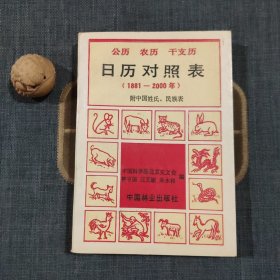 公历 农历 干支历
日历对照表
(1881—2000年)
附中国姓氏、民族表
中国林业出版社